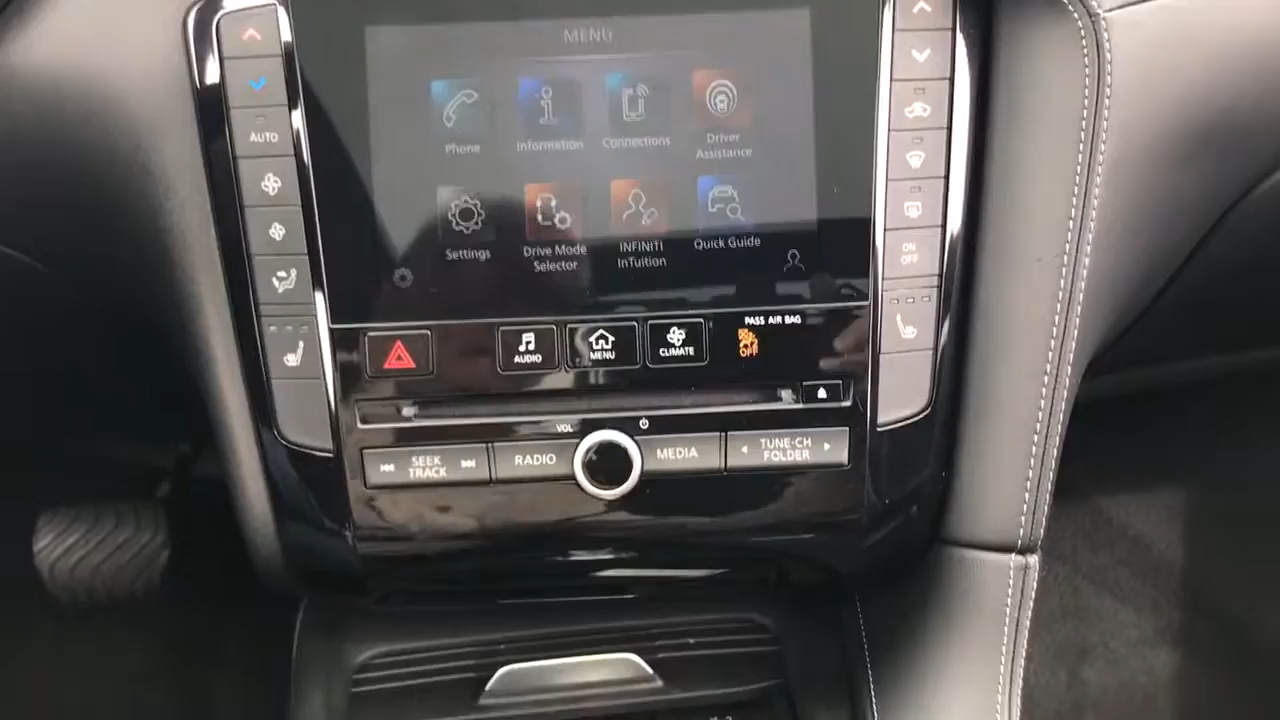 MENU
Phone
Information
Connections
Driver
Assistance
Settings
Drive Mode
Selector
INFINITI
InTuition
Quick Guide
AUTO
ON
OFF
AUDIO
MENU
CLIMATE
PASS AIR BAG
OFF
VOL
SEEK
TRACK
RADIO
MEDIA
TUNE·CH
FOLDER